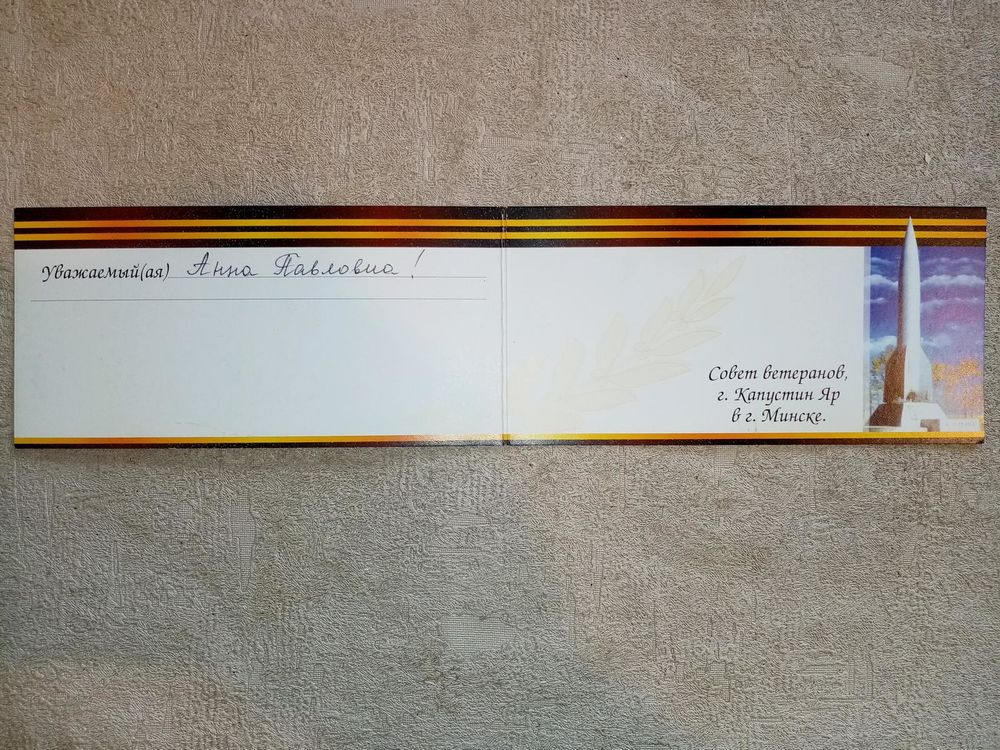 Уважаемый(ая) Анна Павловна!
Совет ветеранов,
г. Капустин Яр
в г. Минске.